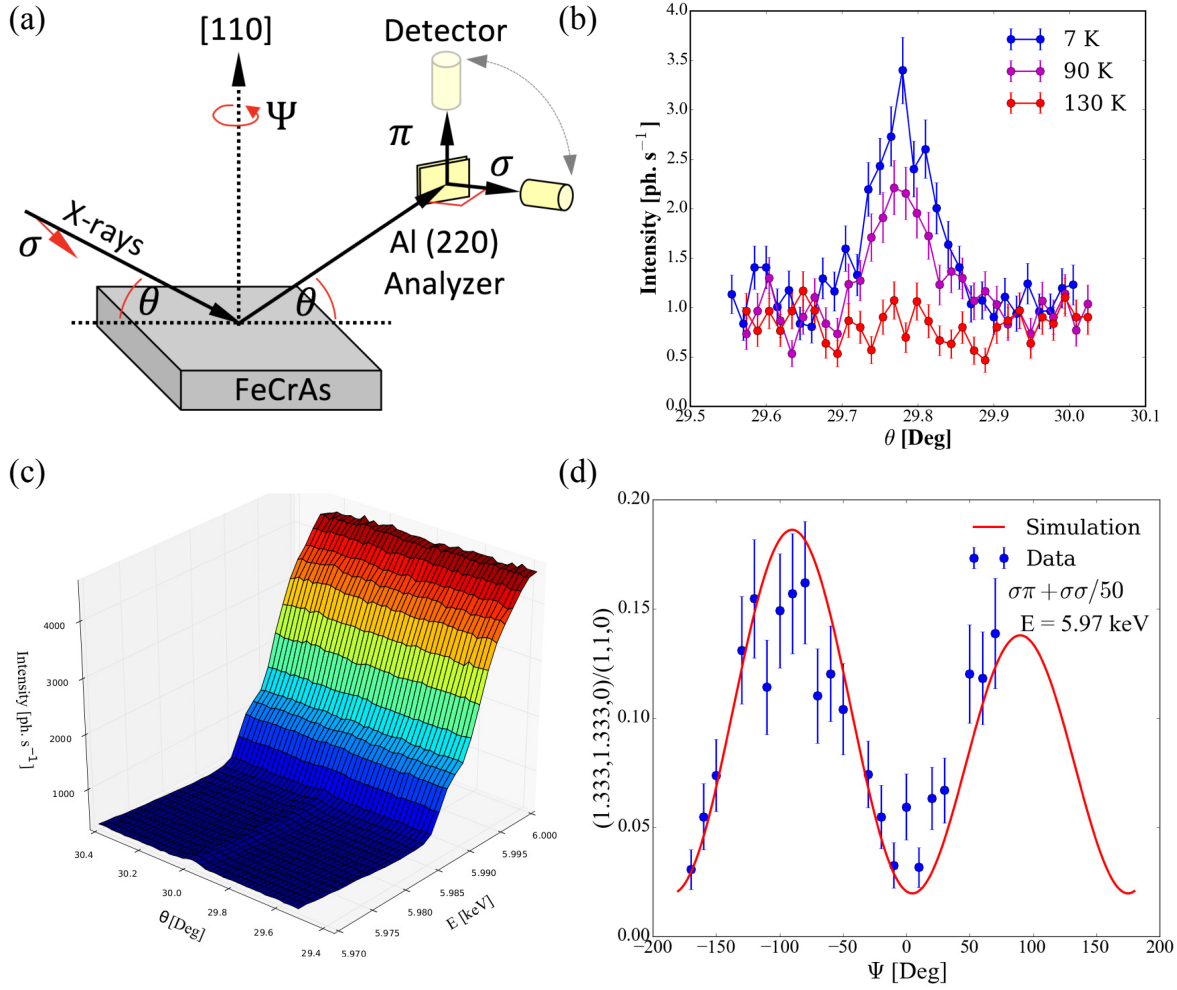 (a)
[110]
Ψ
Detector
π
σ
X-rays
σ
θ
θ
Al (220)
Analyzer
FeCrAs
(b)
7 K
90 K
130 K
4.0
3.5
3.0
2.5
2.0
1.5
1.0
0.5
0.0
Intensity [ph. s⁻¹]
29.5 29.6 29.7 29.8 29.9 30.0 30.1
θ [Deg]
(c)
Intensity [ph. s⁻¹]
4000
3000
2000
1000
30.4 30.2 30.0 29.8 29.6 29.4
θ[Deg]
5.970 5.975 5.980 5.985 5.990 5.995 6.000
E [keV]
(d)
Simulation
Data
σπ + σσ/50
E = 5.97 keV
0.20
0.15
0.10
0.05
0.00
(1.333,1.333,0)/(1,1,0)
−200 −150 −100 −50 0 50 100 150 200
Ψ [Deg]